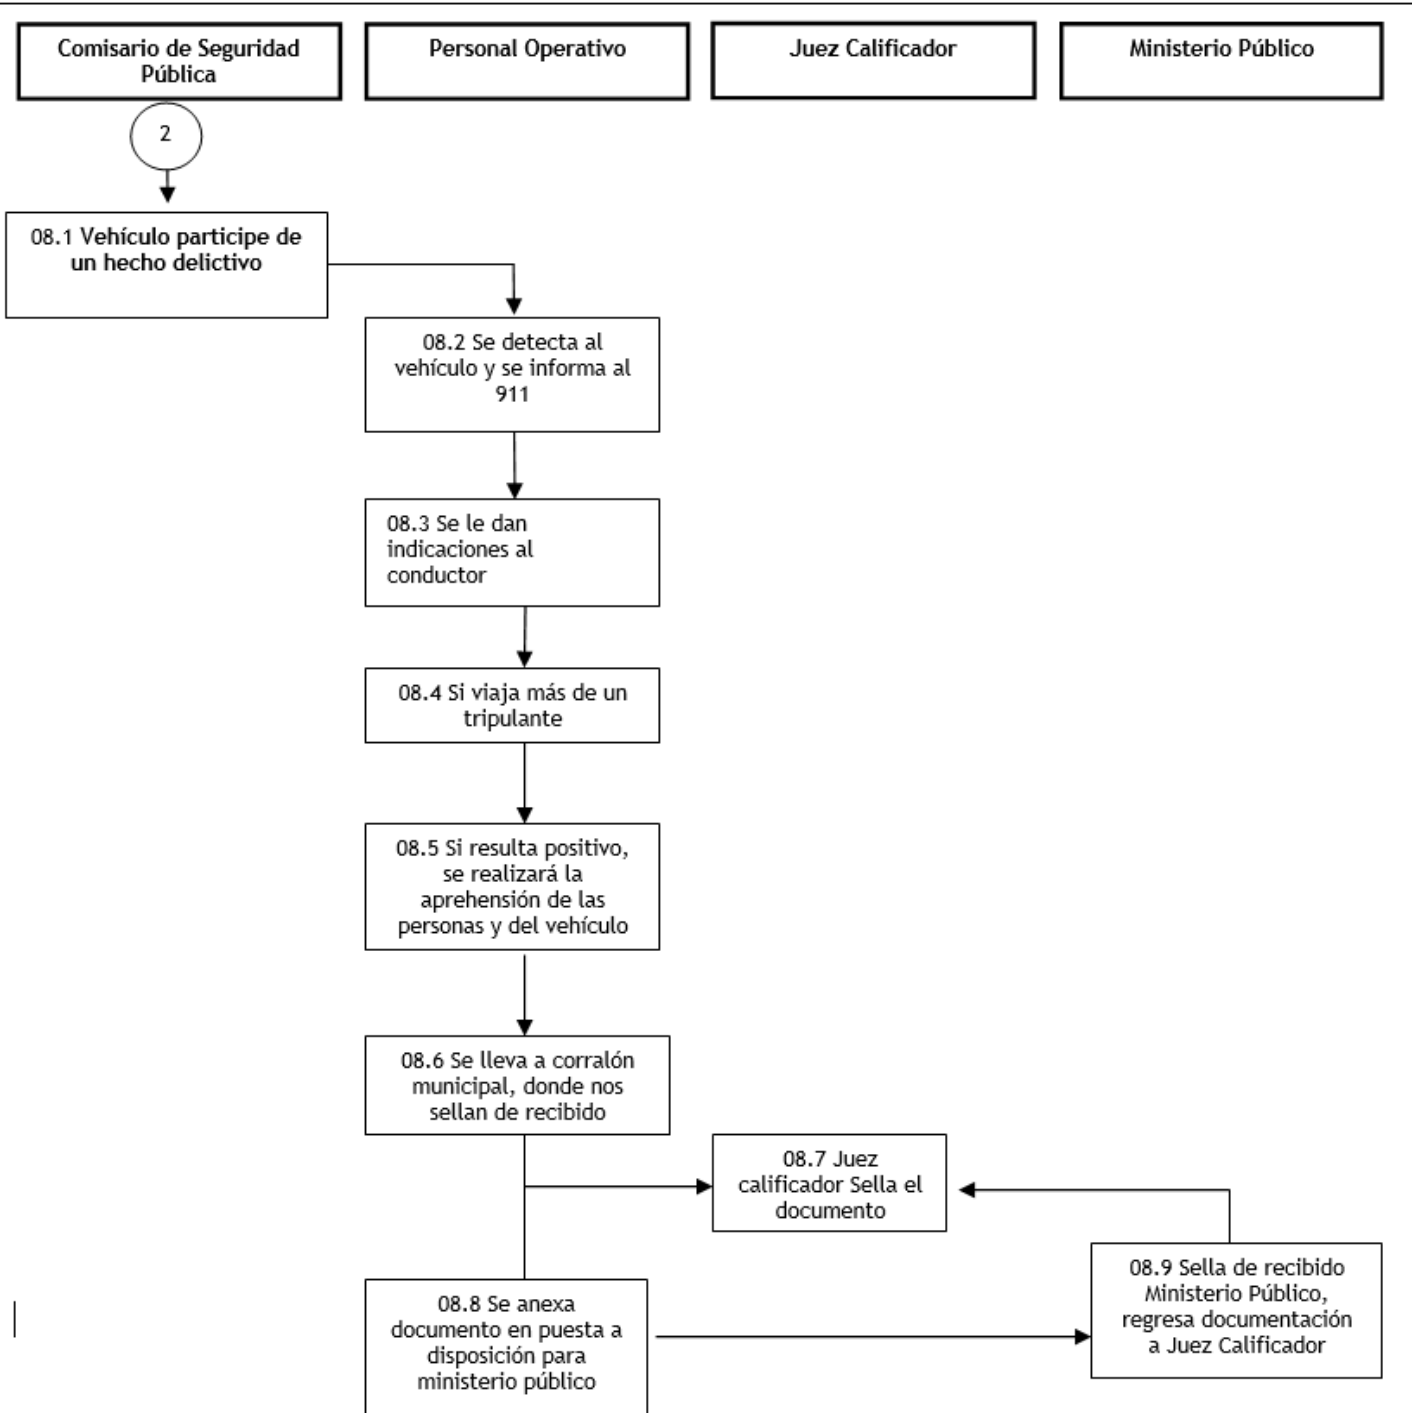 Comisario de Seguridad
Pública
Personal Operativo
Juez Calificador
Ministerio Público
2
08.1 Vehículo participe de
un hecho delictivo
08.2 Se detecta al
vehículo y se informa al
911
08.3 Se le dan
indicaciones al
conductor
08.4 Si viaja más de un
tripulante
08.5 Si resulta positivo,
se realizará la
aprehensión de las
personas y del vehículo
08.6 Se lleva a corralón
municipal, donde nos
sellan de recibido
08.7 Juez
calificador Sella el
documento
08.8 Se anexa
documento en puesta a
disposición para
ministerio público
08.9 Sella de recibido
Ministerio Público,
regresa documentación
a Juez Calificador